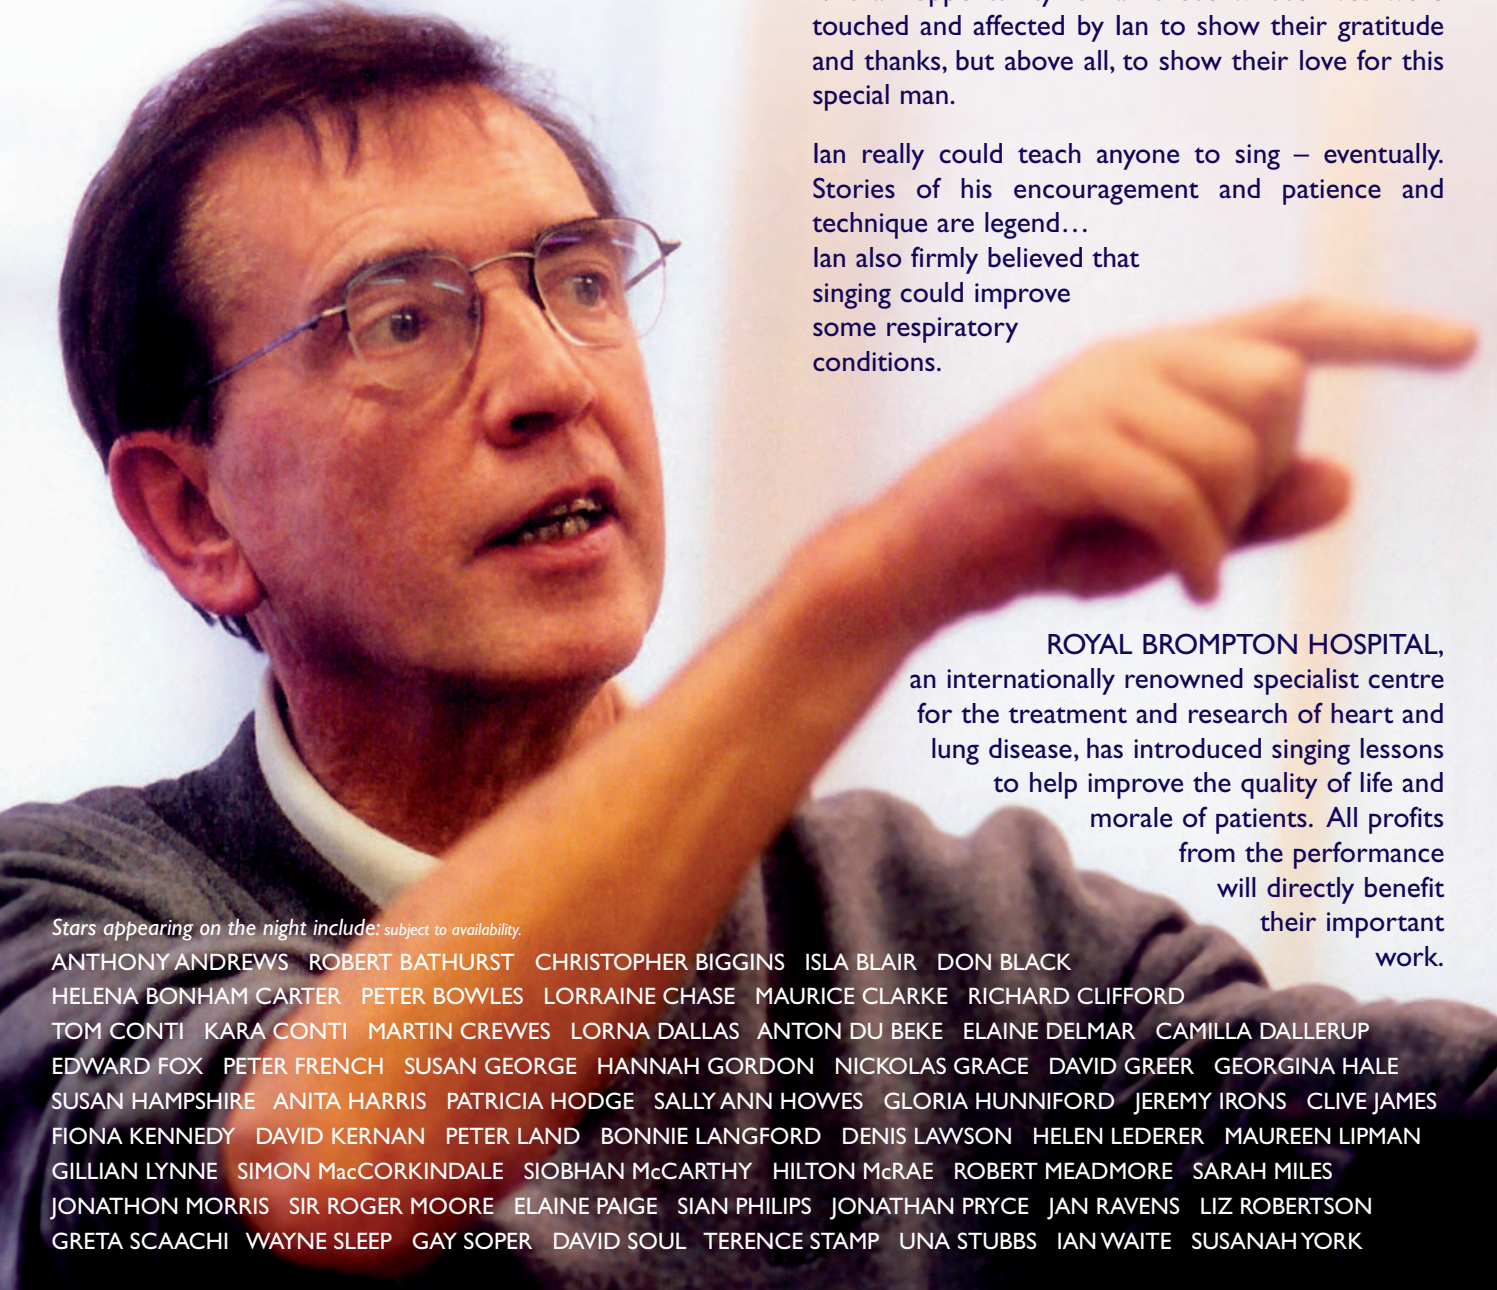 touched and affected by Ian to show their gratitude
and thanks, but above all, to show their love for this
special man.
Ian really could teach anyone to sing – eventually.
Stories of his encouragement and patience and
technique are legend…
Ian also firmly believed that
singing could improve
some respiratory
conditions.
ROYAL BROMPTON HOSPITAL,
an internationally renowned specialist centre
for the treatment and research of heart and
lung disease, has introduced singing lessons
to help improve the quality of life and
morale of patients. All profits
from the performance
will directly benefit
their important
work.
Stars appearing on the night include: subject to availability.
ANTHONY ANDREWS ROBERT BATHURST CHRISTOPHER BIGGINS ISLA BLAIR DON BLACK
HELENA BONHAM CARTER PETER BOWLES LORRAINE CHASE MAURICE CLARKE RICHARD CLIFFORD
TOM CONTI KARA CONTI MARTIN CREWES LORNA DALLAS ANTON DU BEKE ELAINE DELMAR CAMILLA DALLERUP
EDWARD FOX PETER FRENCH SUSAN GEORGE HANNAH GORDON NICKOLAS GRACE DAVID GREER GEORGINA HALE
SUSAN HAMPSHIRE ANITA HARRIS PATRICIA HODGE SALLY ANN HOWES GLORIA HUNNIFORD JEREMY IRONS CLIVE JAMES
FIONA KENNEDY DAVID KERNAN PETER LAND BONNIE LANGFORD DENIS LAWSON HELEN LEDERER MAUREEN LIPMAN
GILLIAN LYNNE SIMON MacCORKINDALE SIOBHAN McCARTHY HILTON McRAE ROBERT MEADMORE SARAH MILES
JONATHON MORRIS SIR ROGER MOORE ELAINE PAIGE SIAN PHILIPS JONATHAN PRYCE JAN RAVENS LIZ ROBERTSON
GRETA SCAACHI WAYNE SLEEP GAY SOPER DAVID SOUL TERENCE STAMP UNA STUBBS IAN WAITE SUSANAH YORK